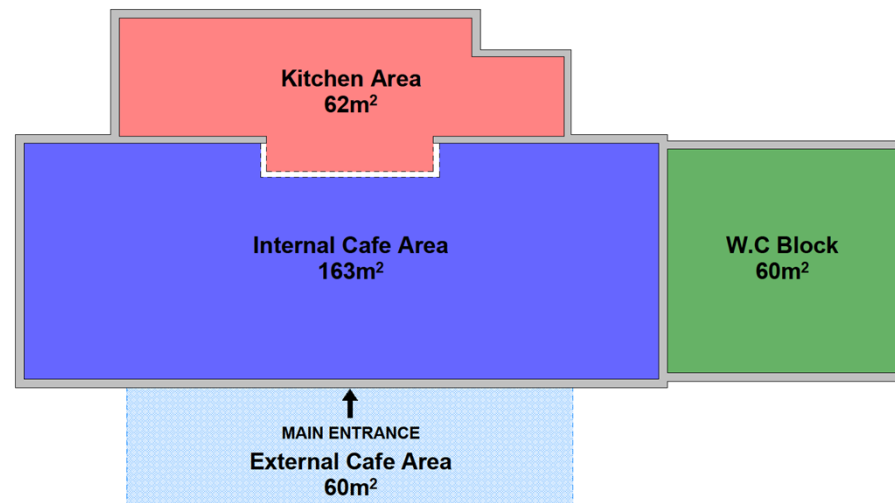 Kitchen Area
62m²
Internal Cafe Area
163m²
W.C Block
60m²
MAIN ENTRANCE
External Cafe Area
60m²